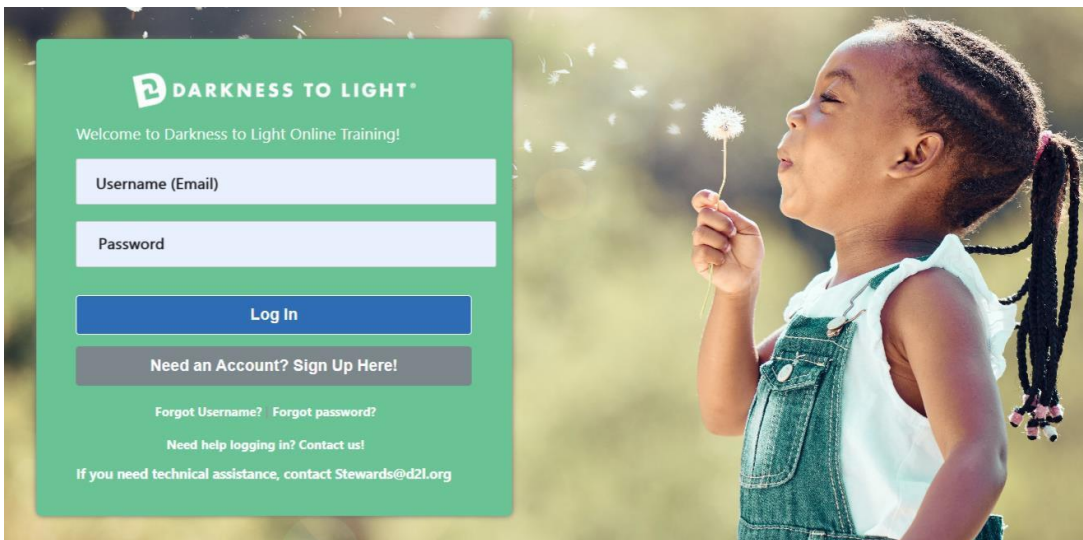 DARKNESS TO LIGHT®
Welcome to Darkness to Light Online Training!
Username (Email)
Password
Log In
Need an Account? Sign Up Here!
Forgot Username? Forgot password?
Need help logging in? Contact us!
If you need technical assistance, contact Stewards@d2l.org